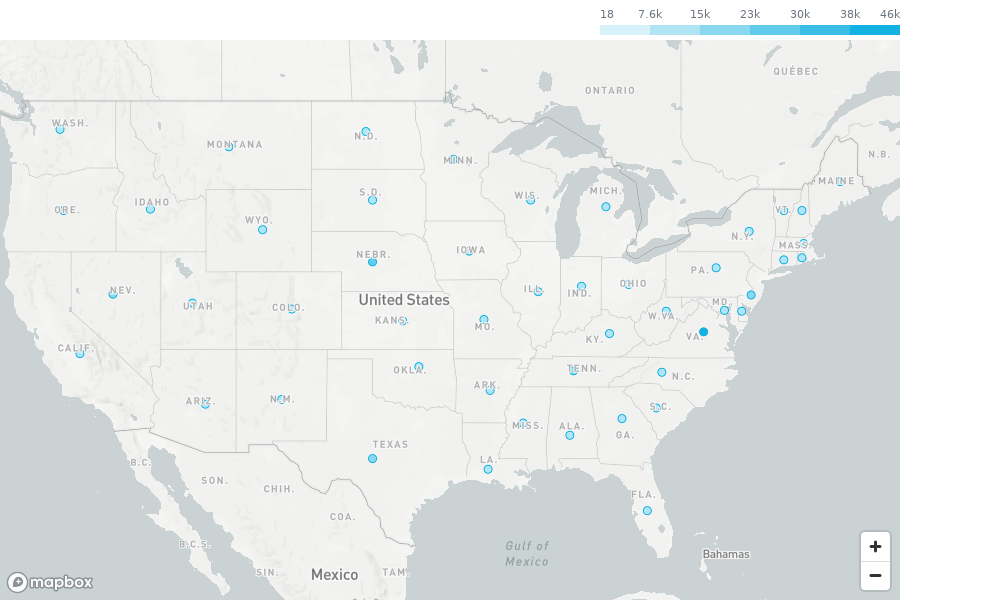 18 7.6k 15k 23k 30k 38k 46k
QUÉBEC
ONTARIO
WASH.
MONTANA
N.D.
MINN.
N.B.
MAINE
ORE.
IDAHO
S.D.
WIS.
MICH.
VT.
WYO.
N.Y.
MASS.
NEBR.
IOWA
PA.
NEV.
UTAH
COLO.
United States
KANS.
ILL.
IND.
OHIO
MD.
W.VA.
VA.
MO.
KY.
CALIF.
OKLA.
TENN.
N.C.
ARK.
ARIZ.
N.M.
S.C.
MISS.
ALA.
GA.
TEXAS
LA.
B.C.
SON.
CHIH.
FLA.
COA.
B.C.S.
Gulf of
Mexico
Bahamas
SIN.
Mexico
TAM.
mapbox
+
−